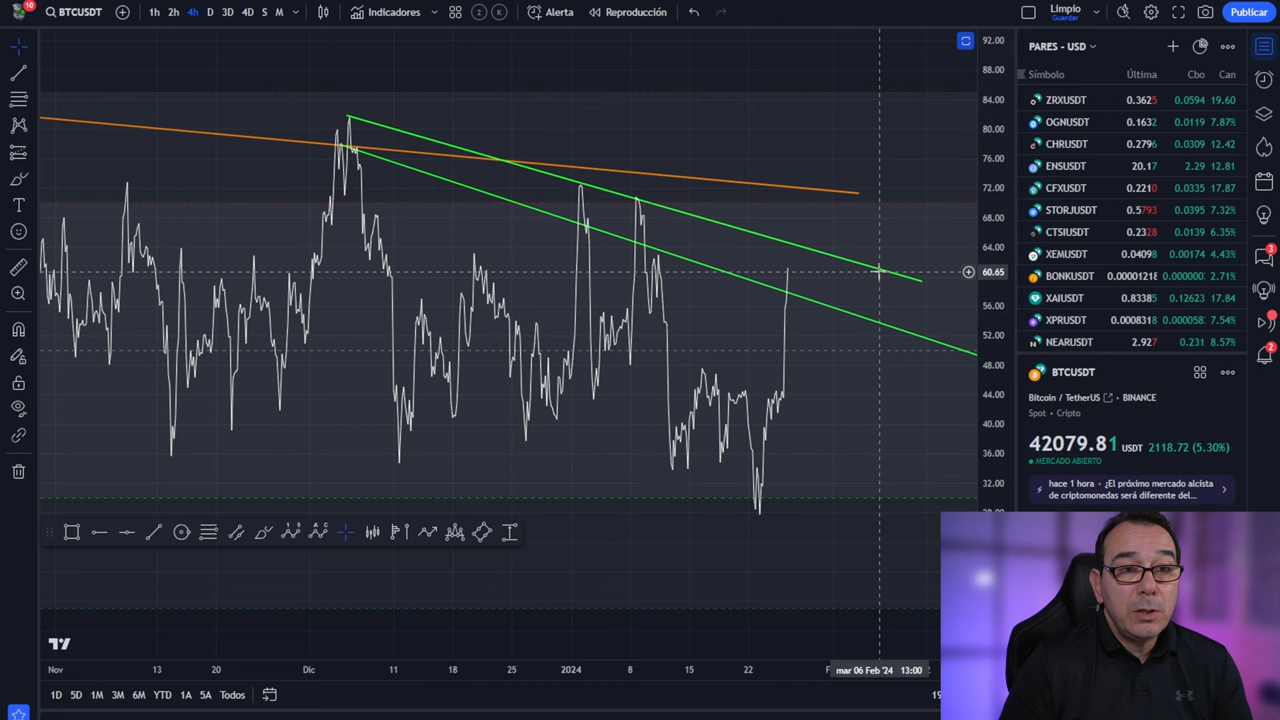 10
BTCUSDT
1h 2h 4h D 3D 4D S M
Indicadores
2 K
Alerta
Reproducción
Limpio
Guardar
Publicar
92.00
88.00
84.00
80.00
76.00
72.00
68.00
64.00
60.65
56.00
52.00
48.00
44.00
40.00
36.00
32.00
PARES - USD
Símbolo Última Cbo Can
ZRXUSDT 0.3625 0.0594 19.60
OGNUSDT 0.1632 0.0119 7.87%
CHRUSDT 0.2796 0.0309 12.42
ENSUSDT 20.17 2.29 12.81
CFXUSDT 0.2210 0.0335 17.87
STORJUSDT 0.5793 0.0395 7.32%
CTSIUSDT 0.2328 0.0139 6.35%
XEMUSDT 0.0409 0.00174 4.43%
BONKUSDT 0.00001218 0.000000: 2.71%
XAIUSDT 0.83385 0.12623 17.84
XPRUSDT 0.0008318 0.000058: 7.54%
NEARUSDT 2.927 0.231 8.57%
3
2
BTCUSDT
Bitcoin / TetherUS BINANCE
Spot • Cripto
42079.81 USDT 2118.72 (5.30%)
MERCADO ABIERTO
hace 1 hora • ¿El próximo mercado alcista
de criptomonedas será diferente del...
Nov 13 20 Dic 11 18 25 2024 8 15 22 mar 06 Feb '24 13:00
1D 5D 1M 3M 6M YTD 1A 5A Todos